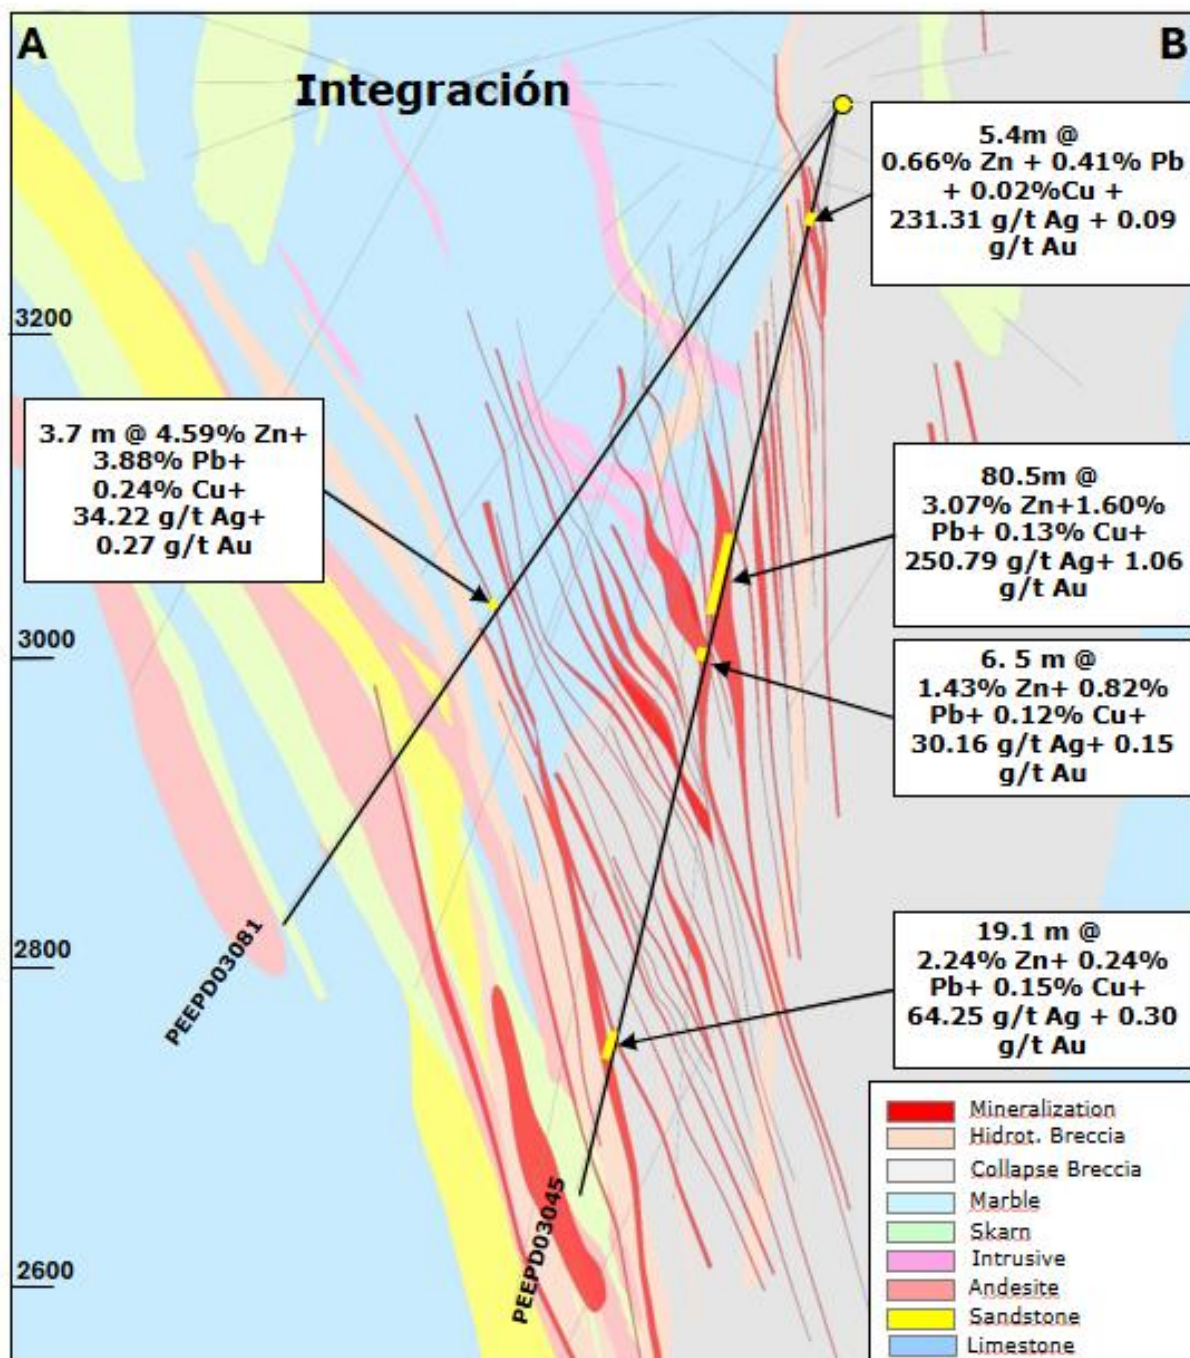 A
B
Integración
5.4m @
0.66% Zn + 0.41% Pb
+ 0.02%Cu +
231.31 g/t Ag + 0.09
g/t Au
3200
3.7 m @ 4.59% Zn+
3.88% Pb+
0.24% Cu+
34.22 g/t Ag+
0.27 g/t Au
80.5m @
3.07% Zn+1.60%
Pb+ 0.13% Cu+
250.79 g/t Ag+ 1.06
g/t Au
3000
6. 5 m @
1.43% Zn+ 0.82%
Pb+ 0.12% Cu+
30.16 g/t Ag+ 0.15
g/t Au
2800
PEEPD03081
19.1 m @
2.24% Zn+ 0.24%
Pb+ 0.15% Cu+
64.25 g/t Ag + 0.30
g/t Au
2600
PEEPD03045
Mineralization
Hidrot. Breccia
Collapse Breccia
Marble
Skarn
Intrusive
Andesite
Sandstone
Limestone